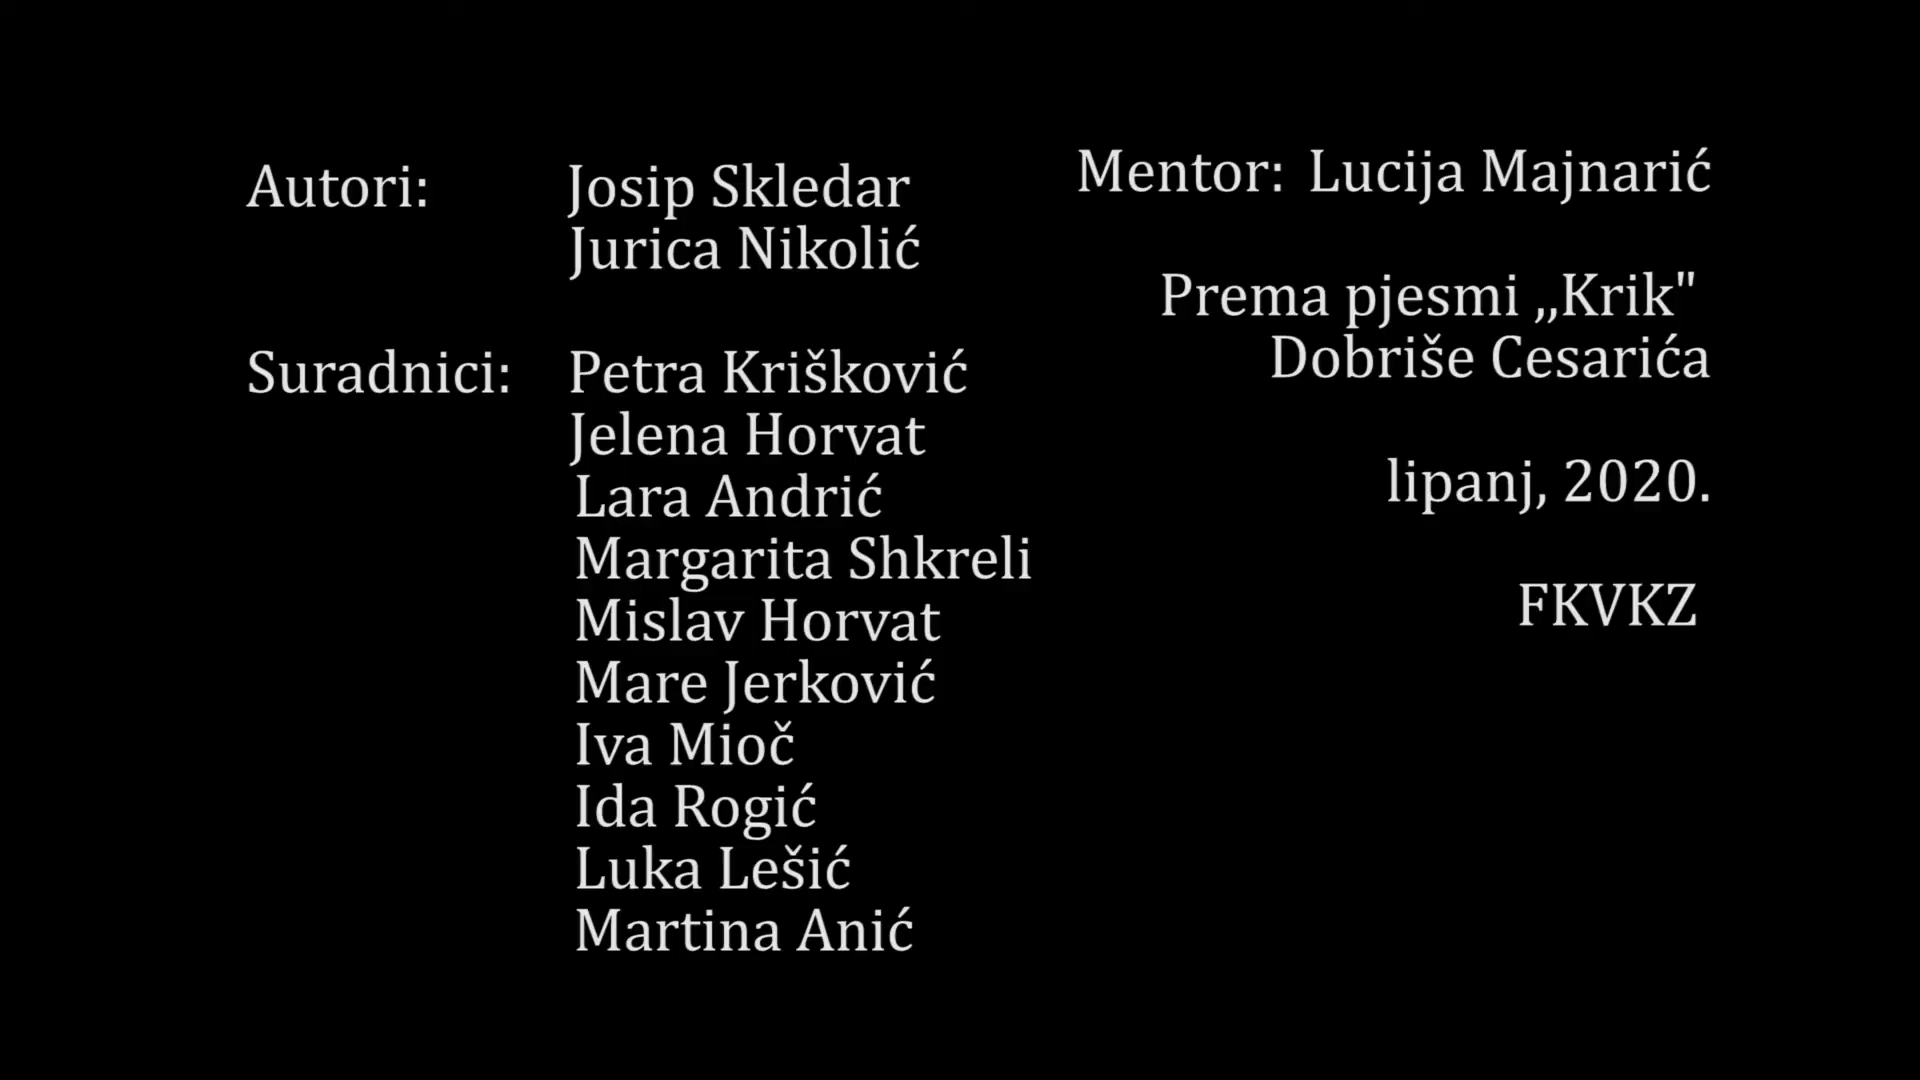 Autori: Josip Skledar
Jurica Nikolić
Suradnici: Petra Krišković
Jelena Horvat
Lara Andrić
Margarita Shkreli
Mislav Horvat
Mare Jerković
Iva Mioč
Ida Rogić
Luka Lešić
Martina Anić
Mentor: Lucija Majnarić
Prema pjesmi ,,Krik"
Dobriše Cesarića
lipanj, 2020.
FKVKZ